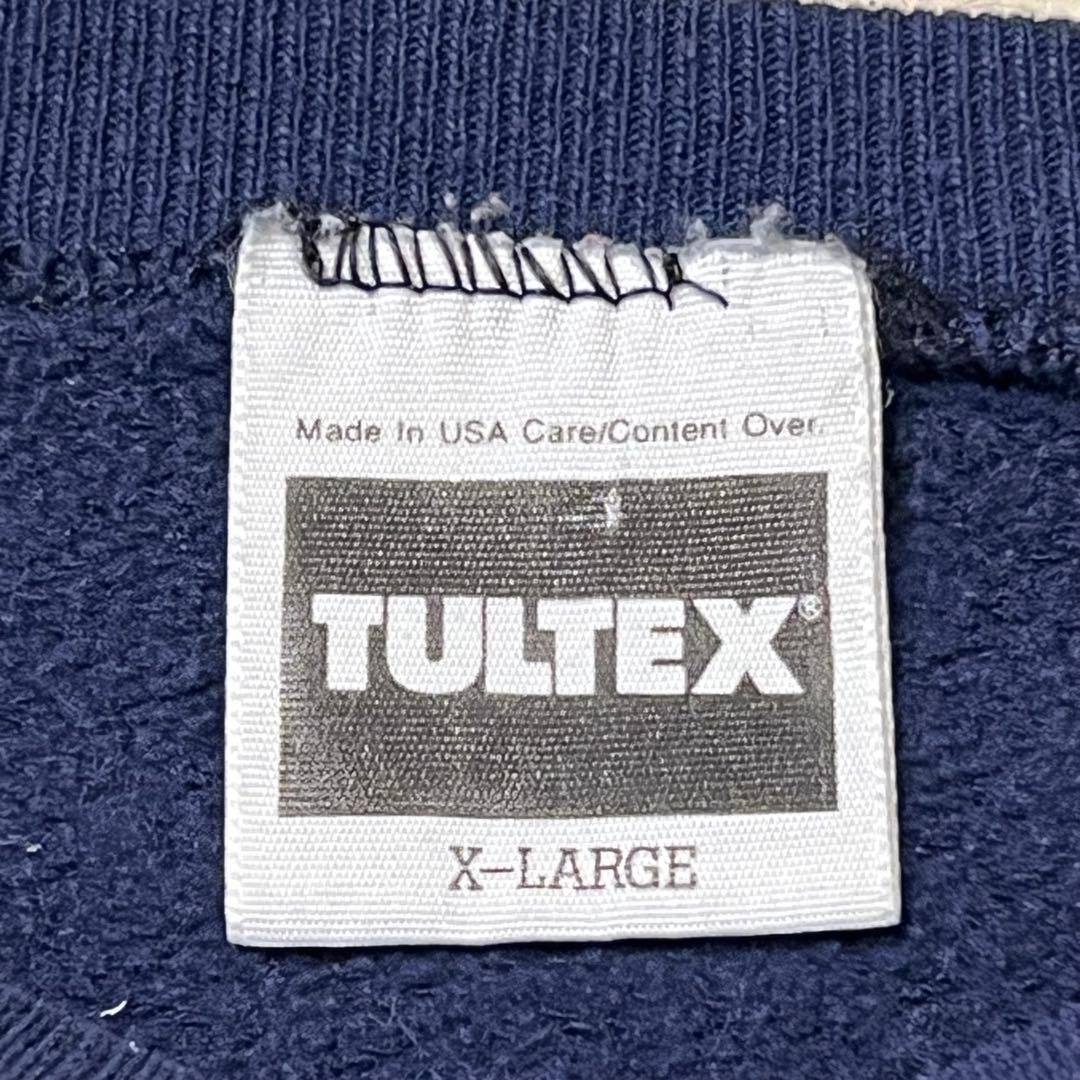 Made In USA Care/Content Over.
TULTEX®
X-LARGE